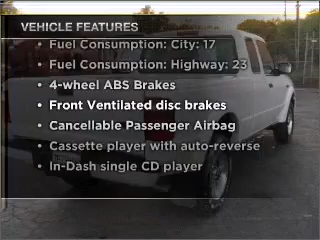 VEHICLE FEATURES
• Fuel Consumption: City: 17
• Fuel Consumption: Highway: 23
• 4-wheel ABS Brakes
• Front Ventilated disc brakes
• Cancellable Passenger Airbag
• Cassette player with auto-reverse
• In-Dash single CD player